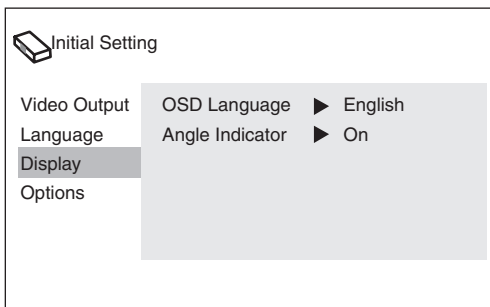 Initial Setting
Video Output
Language
Display
Options
OSD Language ▶ English
Angle Indicator ▶ On